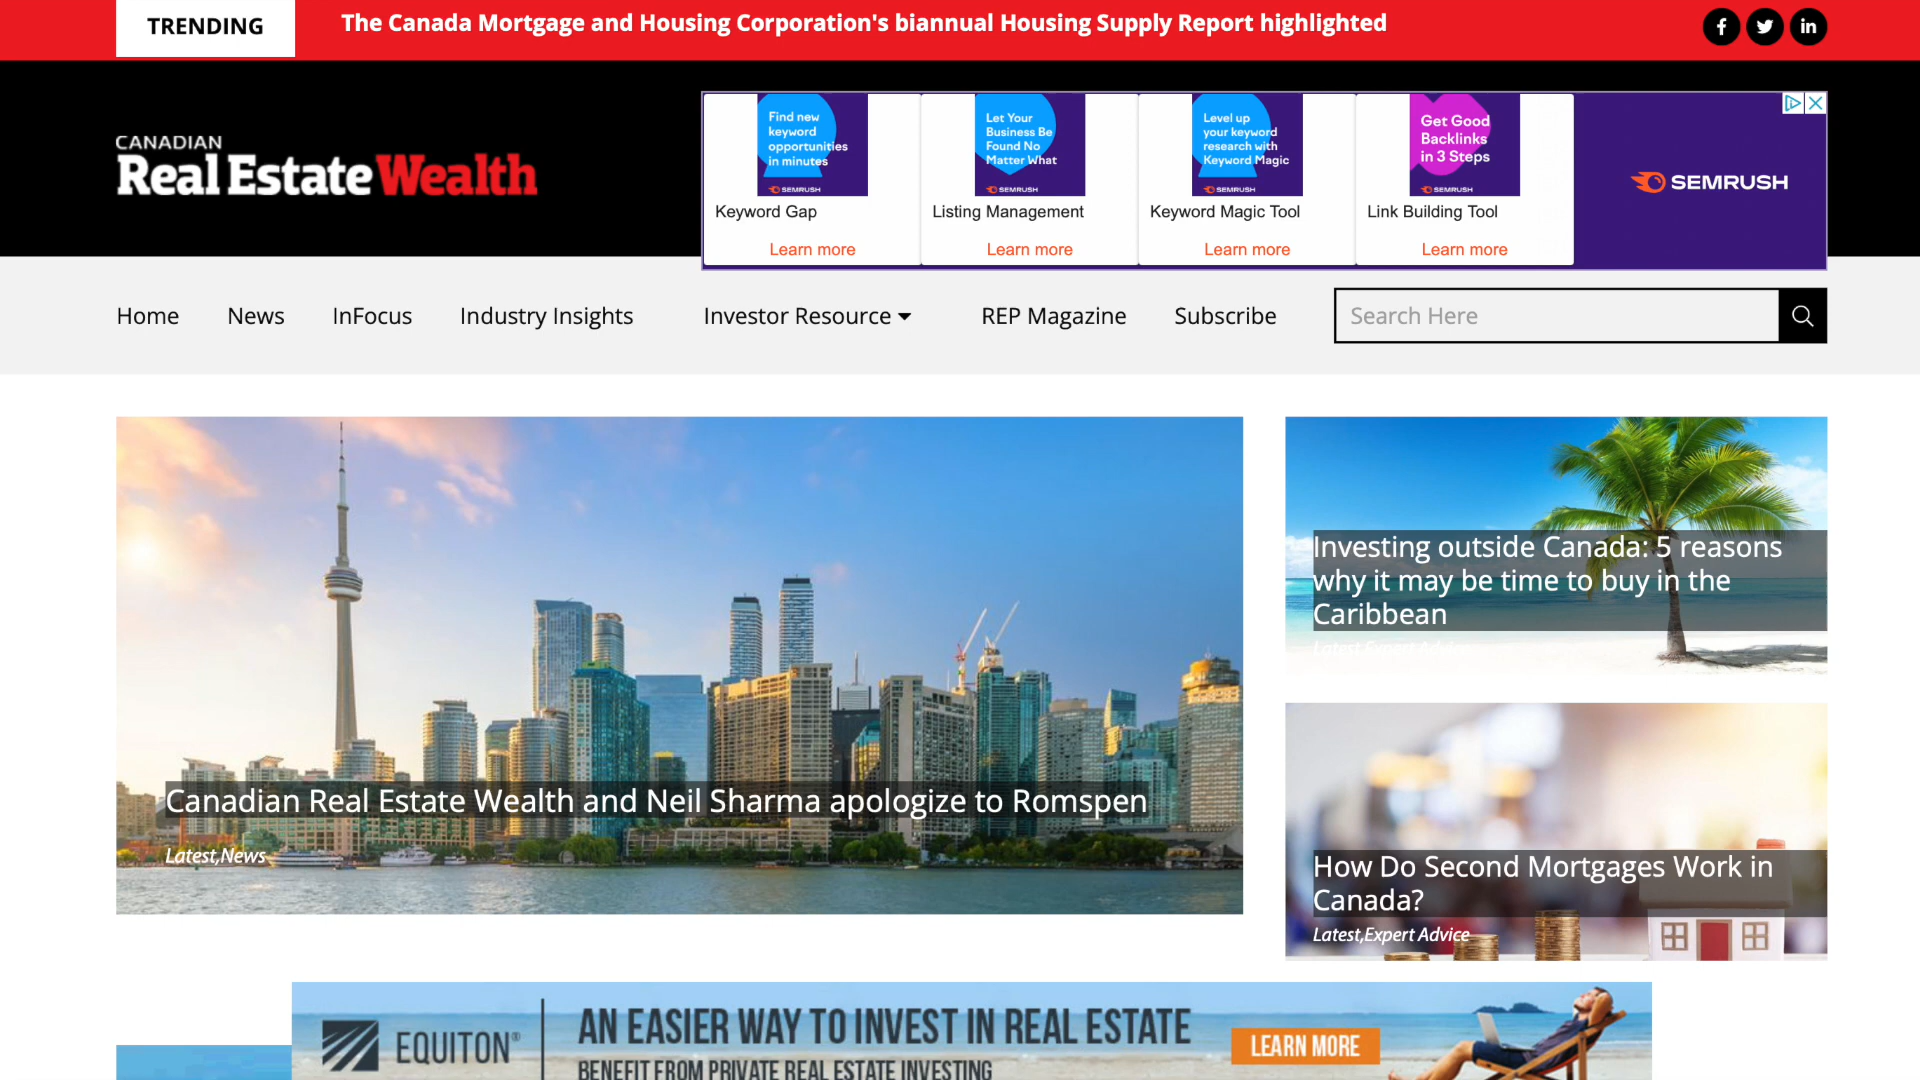 TRENDING
The Canada Mortgage and Housing Corporation's biannual Housing Supply Report highlighted
CANADIAN
Real Estate Wealth
Find new
keyword
opportunities
in minutes
SEMRUSH
Keyword Gap
Learn more
Let Your
Business Be
Found No
Matter What
SEMRUSH
Listing Management
Learn more
Level up
your keyword
research with
Keyword Magic
SEMRUSH
Keyword Magic Tool
Learn more
Get Good
Backlinks
in 3 Steps
SEMRUSH
Link Building Tool
Learn more
SEMRUSH
Home
News
InFocus
Industry Insights
Investor Resource
REP Magazine
Subscribe
Search Here
Canadian Real Estate Wealth and Neil Sharma apologize to Romspen
Latest,News
Investing outside Canada: 5 reasons
why it may be time to buy in the
Caribbean
Latest,Expert Advice
How Do Second Mortgages Work in
Canada?
Latest,Expert Advice
EQUITON®
AN EASIER WAY TO INVEST IN REAL ESTATE
BENEFIT FROM PRIVATE REAL ESTATE INVESTING
LEARN MORE